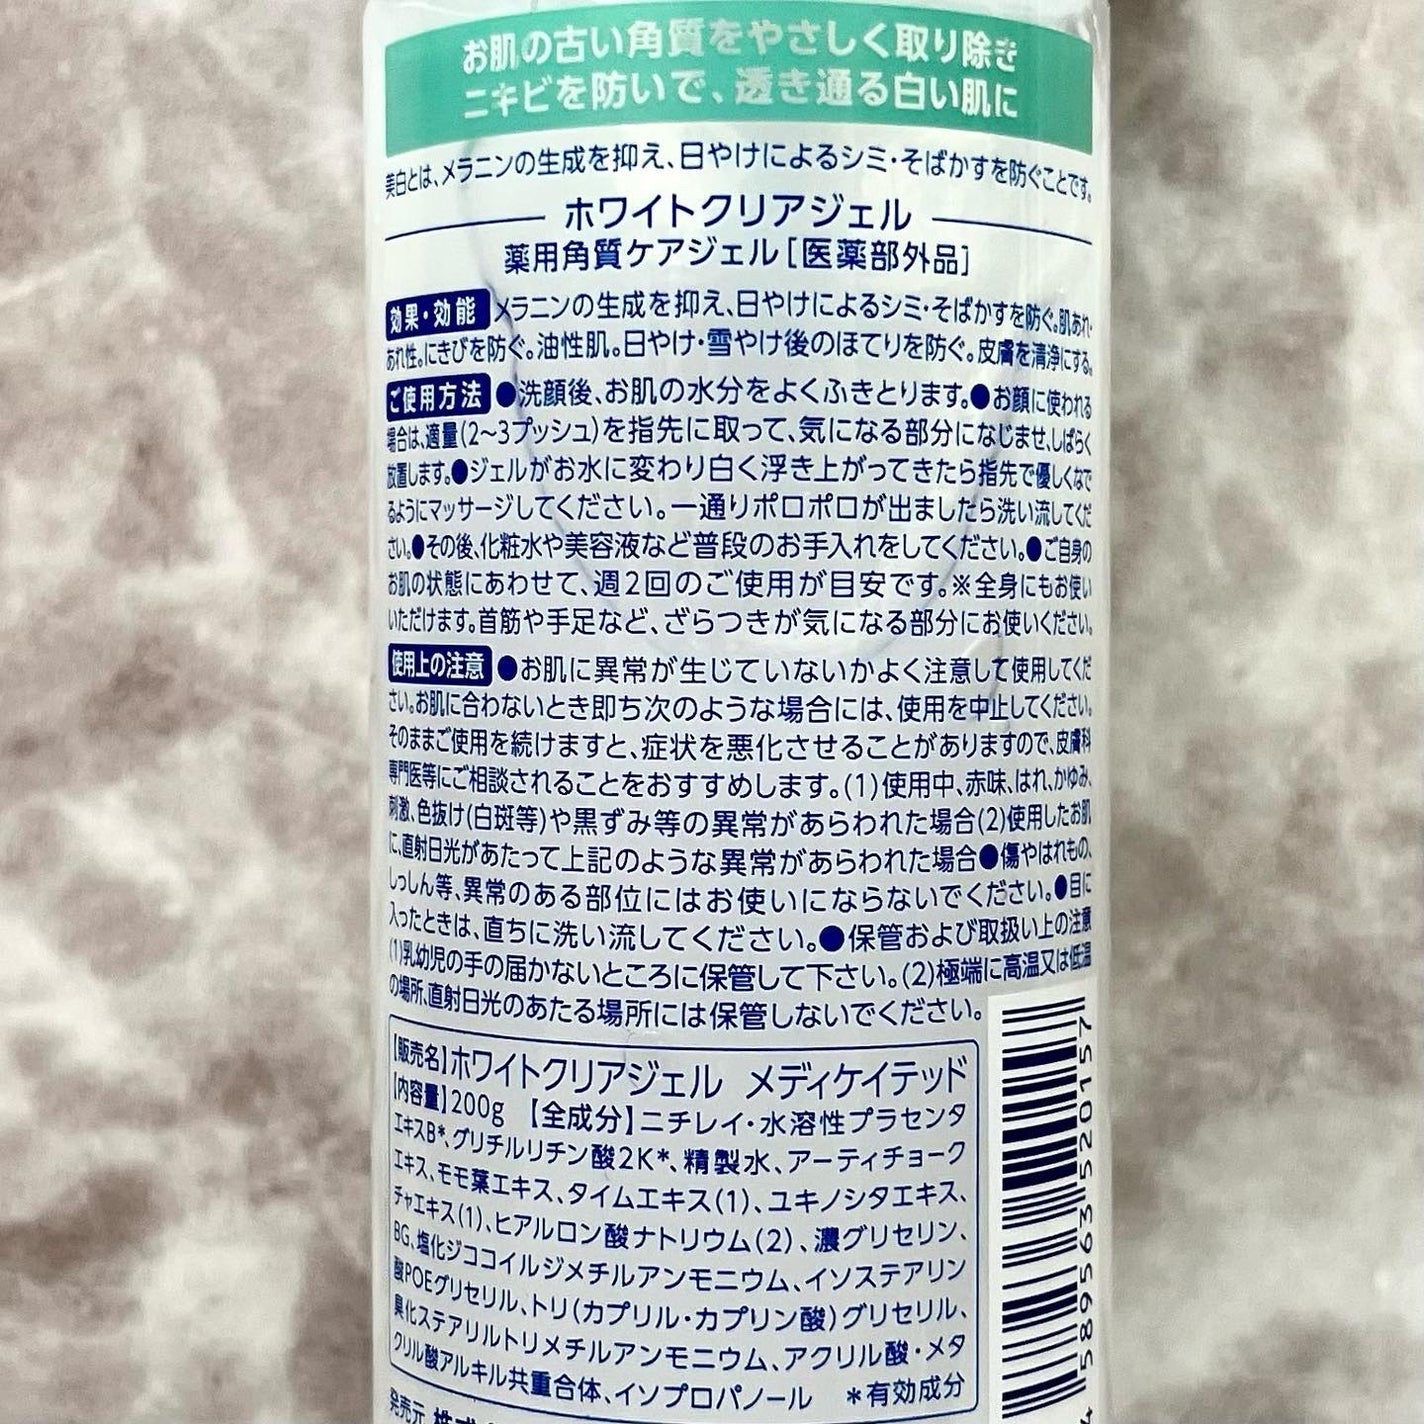 お肌の古い角質をやさしく取り除き
ニキビを防いで、透き通る白い肌に
美白とは、メラニンの生成を抑え、日やけによるシミ・そばかすを防ぐことです。
ホワイトクリアジェル
薬用角質ケアジェル[医薬部外品]
効果・効能 メラニンの生成を抑え、日やけによるシミ・そばかすを防ぐ。肌あれ・
あれ性。にきびを防ぐ。油性肌。日やけ・雪やけ後のほてりを防ぐ。皮膚を清浄にする。
ご使用方法 ●洗顔後、お肌の水分をよくふきとります。●お顔に使われる
場合は、適量(2〜3プッシュ)を指先に取って、気になる部分になじませ、しばらく
放置します。●ジェルがお水に変わり白く浮き上がってきたら指先で優しくなで
るようにマッサージしてください。一通りポロポロが出ましたら洗い流してくだ
さい。●その後、化粧水や美容液など普段のお手入れをしてください。●ご自身の
お肌の状態にあわせて、週2回のご使用が目安です。※全身にもお使い
いただけます。首筋や手足など、ざらつきが気になる部分にお使いください。
使用上の注意 ●お肌に異常が生じていないかよく注意して使用してくだ
さい。お肌に合わないとき即ち次のような場合には、使用を中止してください。
そのままご使用を続けますと、症状を悪化させることがありますので、皮膚科
専門医等にご相談されることをおすすめします。(1)使用中、赤味、はれ、かゆみ、
刺激、色抜け(白斑等)や黒ずみ等の異常があらわれた場合(2)使用したお肌
に、直射日光があたって上記のような異常があらわれた場合●傷やはれもの、
しっしん等、異常のある部位にはお使いにならないでください。●目に
入ったときは、直ちに洗い流してください。●保管および取扱い上の注意
(1)乳幼児の手の届かないところに保管して下さい。(2)極端に高温又は低温
の場所、直射日光のあたる場所には保管しないでください。
【販売名】ホワイトクリアジェル メディケイテッド
【内容量】200g 【全成分】ニチレイ・水溶性プラセンタ
エキスB*、グリチルリチン酸2K*、精製水、アーティチョーク
エキス、モモ葉エキス、タイムエキス(1)、ユキノシタエキス、
チャエキス(1)、ヒアルロン酸ナトリウム(2)、濃グリセリン、
BG、塩化ジココイルジメチルアンモニウム、イソステアリン
酸POEグリセリル、トリ(カプリル・カプリン酸)グリセリル、
臭化ステアリルトリメチルアンモニウム、アクリル酸・メタ
クリル酸アルキル共重合体、イソプロパノール *有効成分
発売元
589563520157